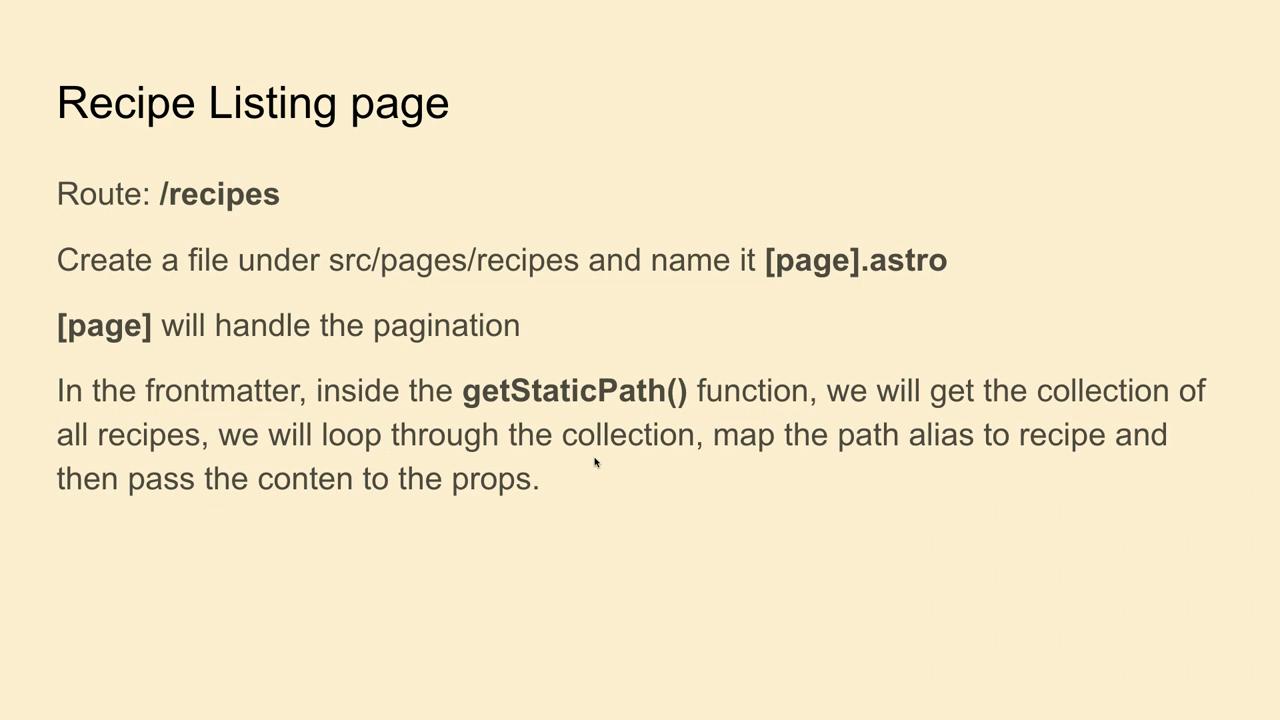 Recipe Listing page
Route: /recipes
Create a file under src/pages/recipes and name it [page].astro
[page] will handle the pagination
In the frontmatter, inside the getStaticPath() function, we will get the collection of
all recipes, we will loop through the collection, map the path alias to recipe and
then pass the conten to the props.